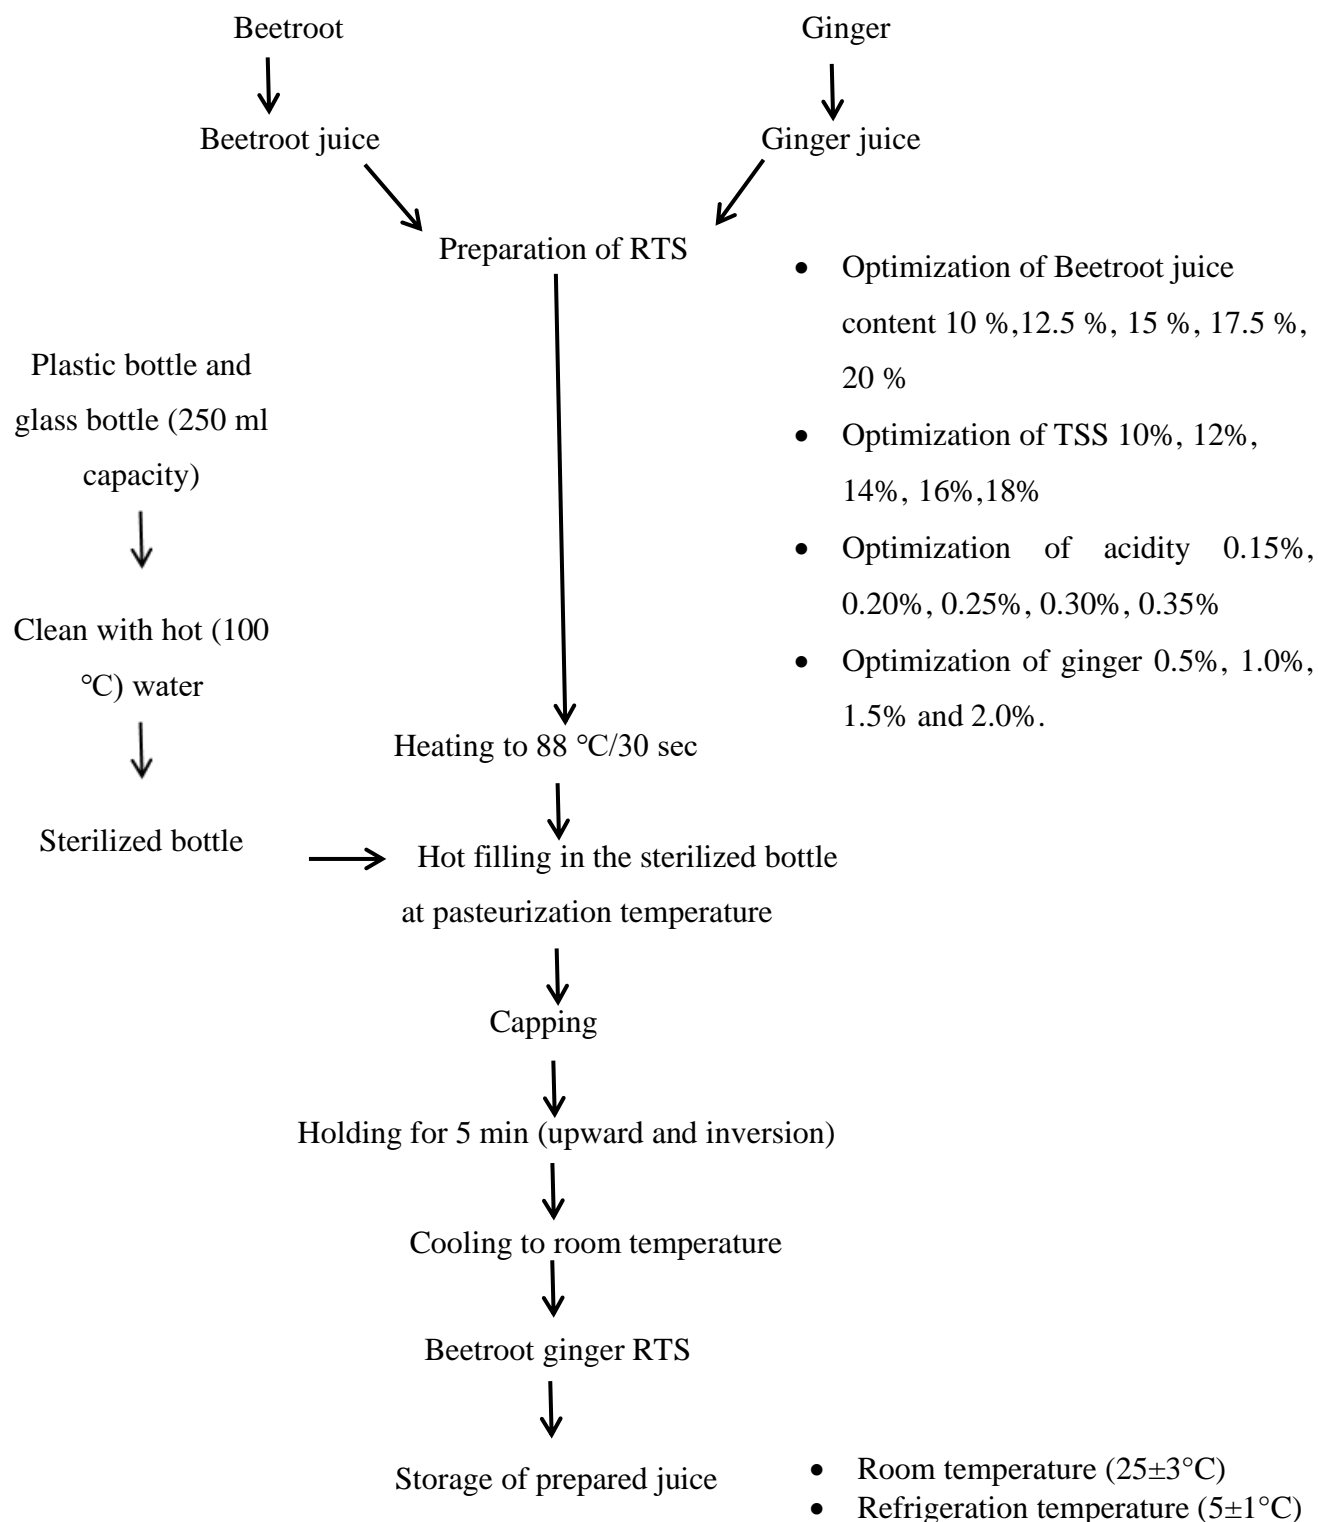 Beetroot
Ginger
Beetroot juice
Ginger juice
Preparation of RTS
• Optimization of Beetroot juice
content 10 %,12.5 %, 15 %, 17.5 %,
20 %
• Optimization of TSS 10%, 12%,
14%, 16%,18%
• Optimization of acidity 0.15%,
0.20%, 0.25%, 0.30%, 0.35%
• Optimization of ginger 0.5%, 1.0%,
1.5% and 2.0%.
Plastic bottle and
glass bottle (250 ml
capacity)
Clean with hot (100
°C) water
Sterilized bottle
Heating to 88 °C/30 sec
Hot filling in the sterilized bottle
at pasteurization temperature
Capping
Holding for 5 min (upward and inversion)
Cooling to room temperature
Beetroot ginger RTS
Storage of prepared juice
• Room temperature (25±3°C)
• Refrigeration temperature (5±1°C)